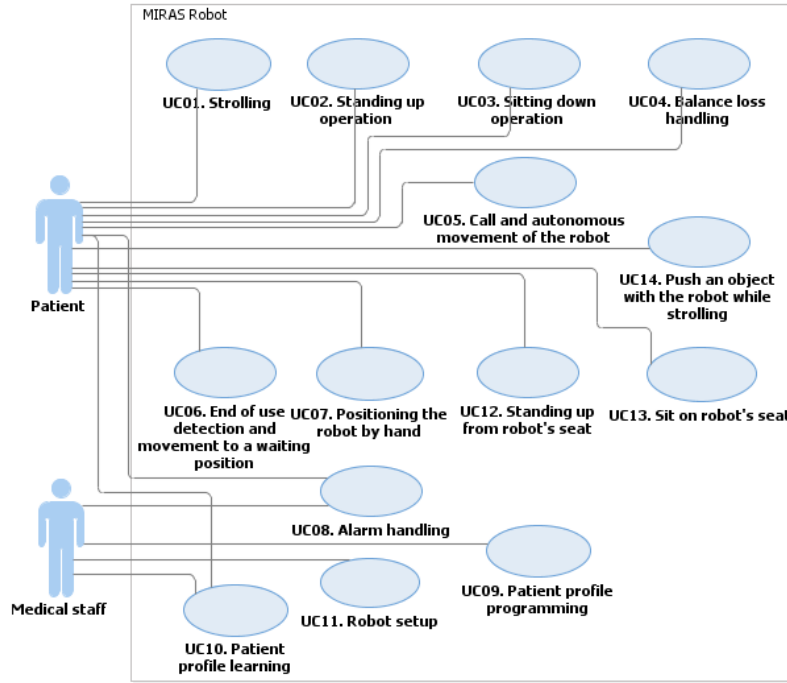 MIRAS Robot
UC01. Strolling
UC02. Standing up
operation
UC03. Sitting down
operation
UC04. Balance loss
handling
UC05. Call and autonomous
movement of the robot
Patient
UC14. Push an object
with the robot while
strolling
UC06. End of use
detection and
movement to a waiting
position
UC07. Positioning the
robot by hand
UC12. Standing up
from robot's seat
UC13. Sit on robot's seat
UC08. Alarm handling
UC09. Patient profile
programming
Medical staff
UC11. Robot setup
UC10. Patient
profile learning